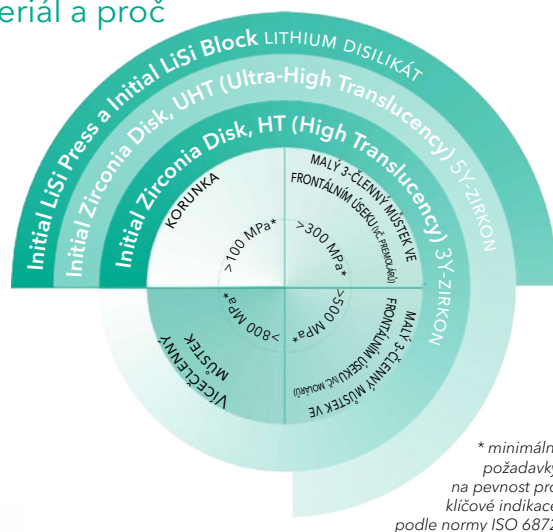 eriál a proč
Initial LiSi Press a Initial LiSi Block LITHIUM DISILIKÁT
Initial Zirconia Disk, UHT (Ultra-High Translucency) 5Y-ZIRKON
Initial Zirconia Disk, HT (High Translucency) 3Y-ZIRKON
KORUNKA
>100 MPa*
MALÝ 3-ČLENNÝ MŮSTEK VE
FRONTÁLNÍM ÚSEKU (VČ. PREMOLÁRŮ)
>300 MPa*
>800 MPa*
VÍCEČLENNÝ
MŮSTEK
>500 MPa*
FRONTÁLNÍM ÚSEKU (VČ. MOLÁRŮ)
MALÝ 3-ČLENNÝ MŮSTEK VE
* minimáln
požadavky
na pevnost pro
klíčové indikace
podle normy ISO 6872